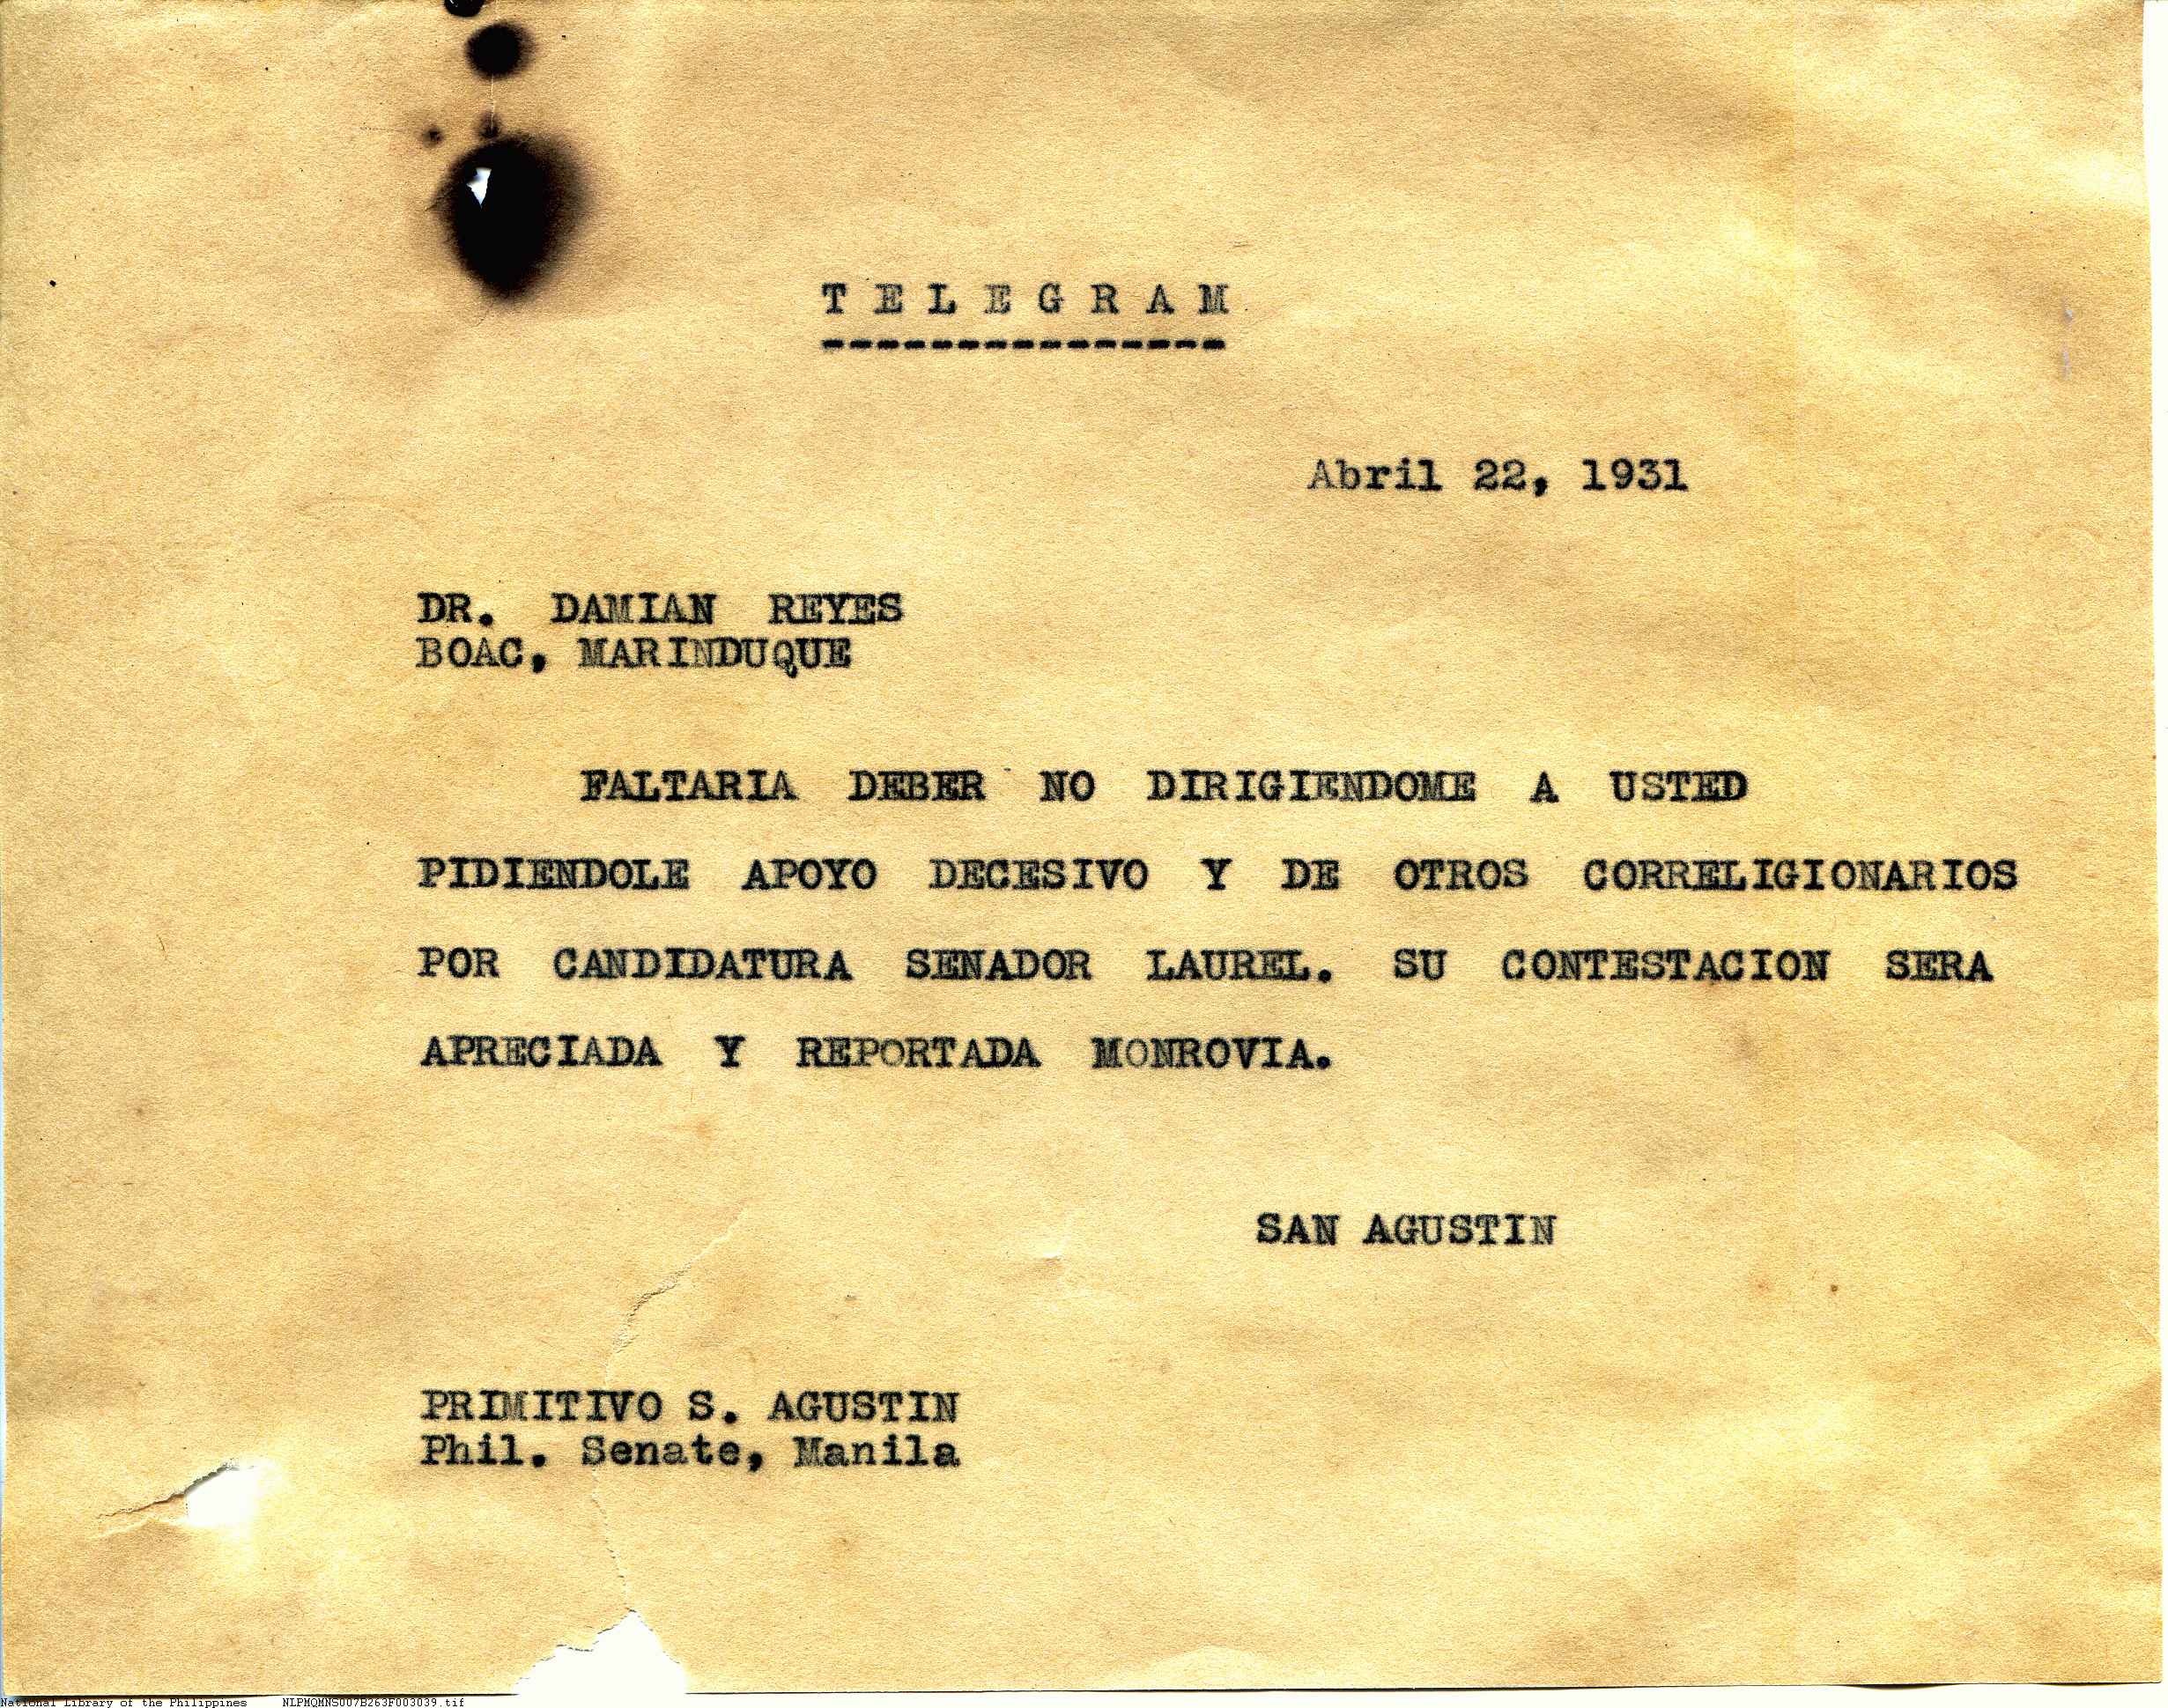 T E L E G R A M
---------------
Abril 22, 1931
DR. DAMIAN REYES
BOAC, MARINDUQUE
FALTARIA DEBER NO DIRIGIENDOME A USTED
PIDIENDOLE APOYO DECESIVO Y DE OTROS CORRELIGIONARIOS
POR CANDIDATURA SENADOR LAUREL. SU CONTESTACION SERA
APRECIADA Y REPORTADA MONROVIA.
SAN AGUSTIN
PRIMITIVO S. AGUSTIN
Phil. Senate, Manila
National Library of the Philippines NLPMQMNS007B263F003039.tif